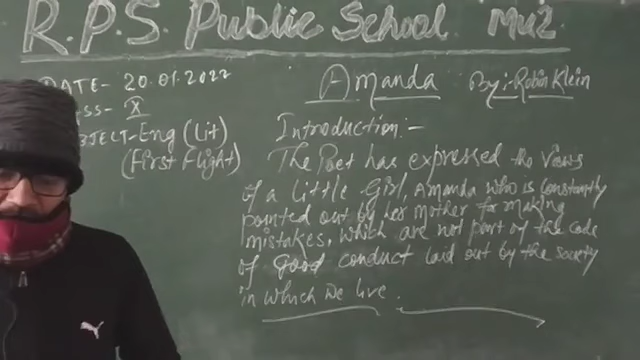 R.P.S. Public School Muz
DATE- 20.01.2022
SS- X
BJECT- Eng (Lit)
(First Flight)
Amanda By:- Robin Klein
Introduction:-
The Poet has expressed the views
of a Little Girl, Amanda who is constantly
pointed out by her mother for making
mistakes, which are not part of the code
of good conduct laid out by the society
in which we live.